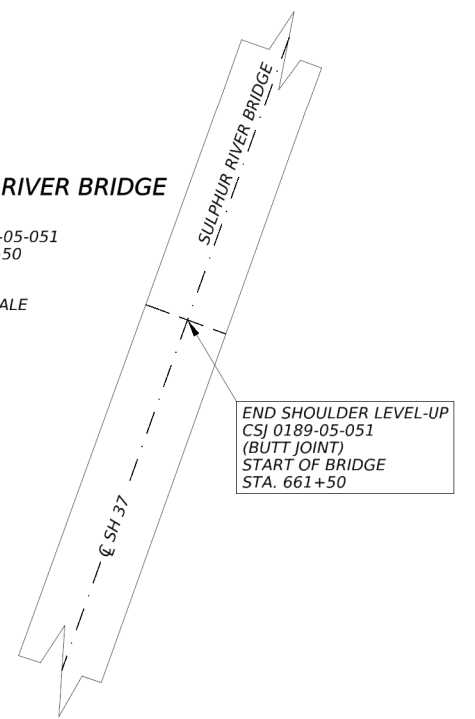 SULPHUR RIVER BRIDGE
RIVER BRIDGE
-05-051
+50
ALE
END SHOULDER LEVEL-UP
CSJ 0189-05-051
(BUTT JOINT)
START OF BRIDGE
STA. 661+50
℄ SH 37